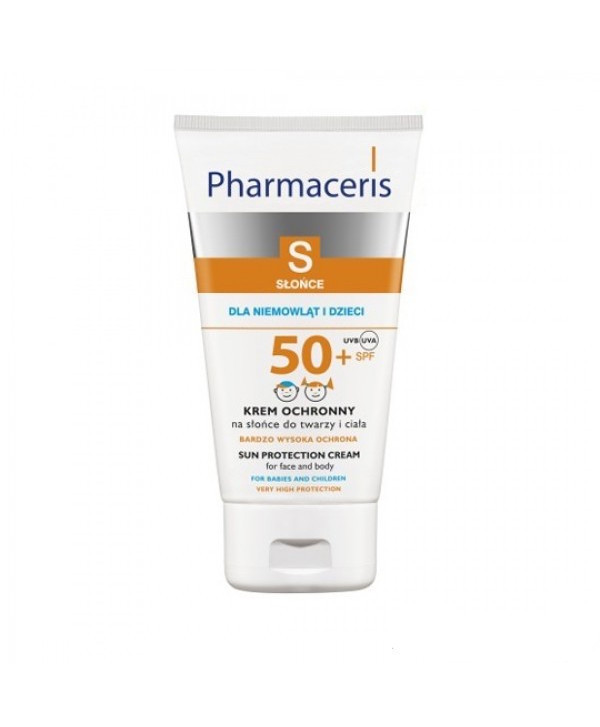 Pharmaceris
S
SŁOŃCE
DLA NIEMOWLĄT I DZIECI
50+ SPF
UVB UVA
KREM OCHRONNY
na słońce do twarzy i ciała
BARDZO WYSOKA OCHRONA
SUN PROTECTION CREAM
for face and body
FOR BABIES AND CHILDREN
VERY HIGH PROTECTION